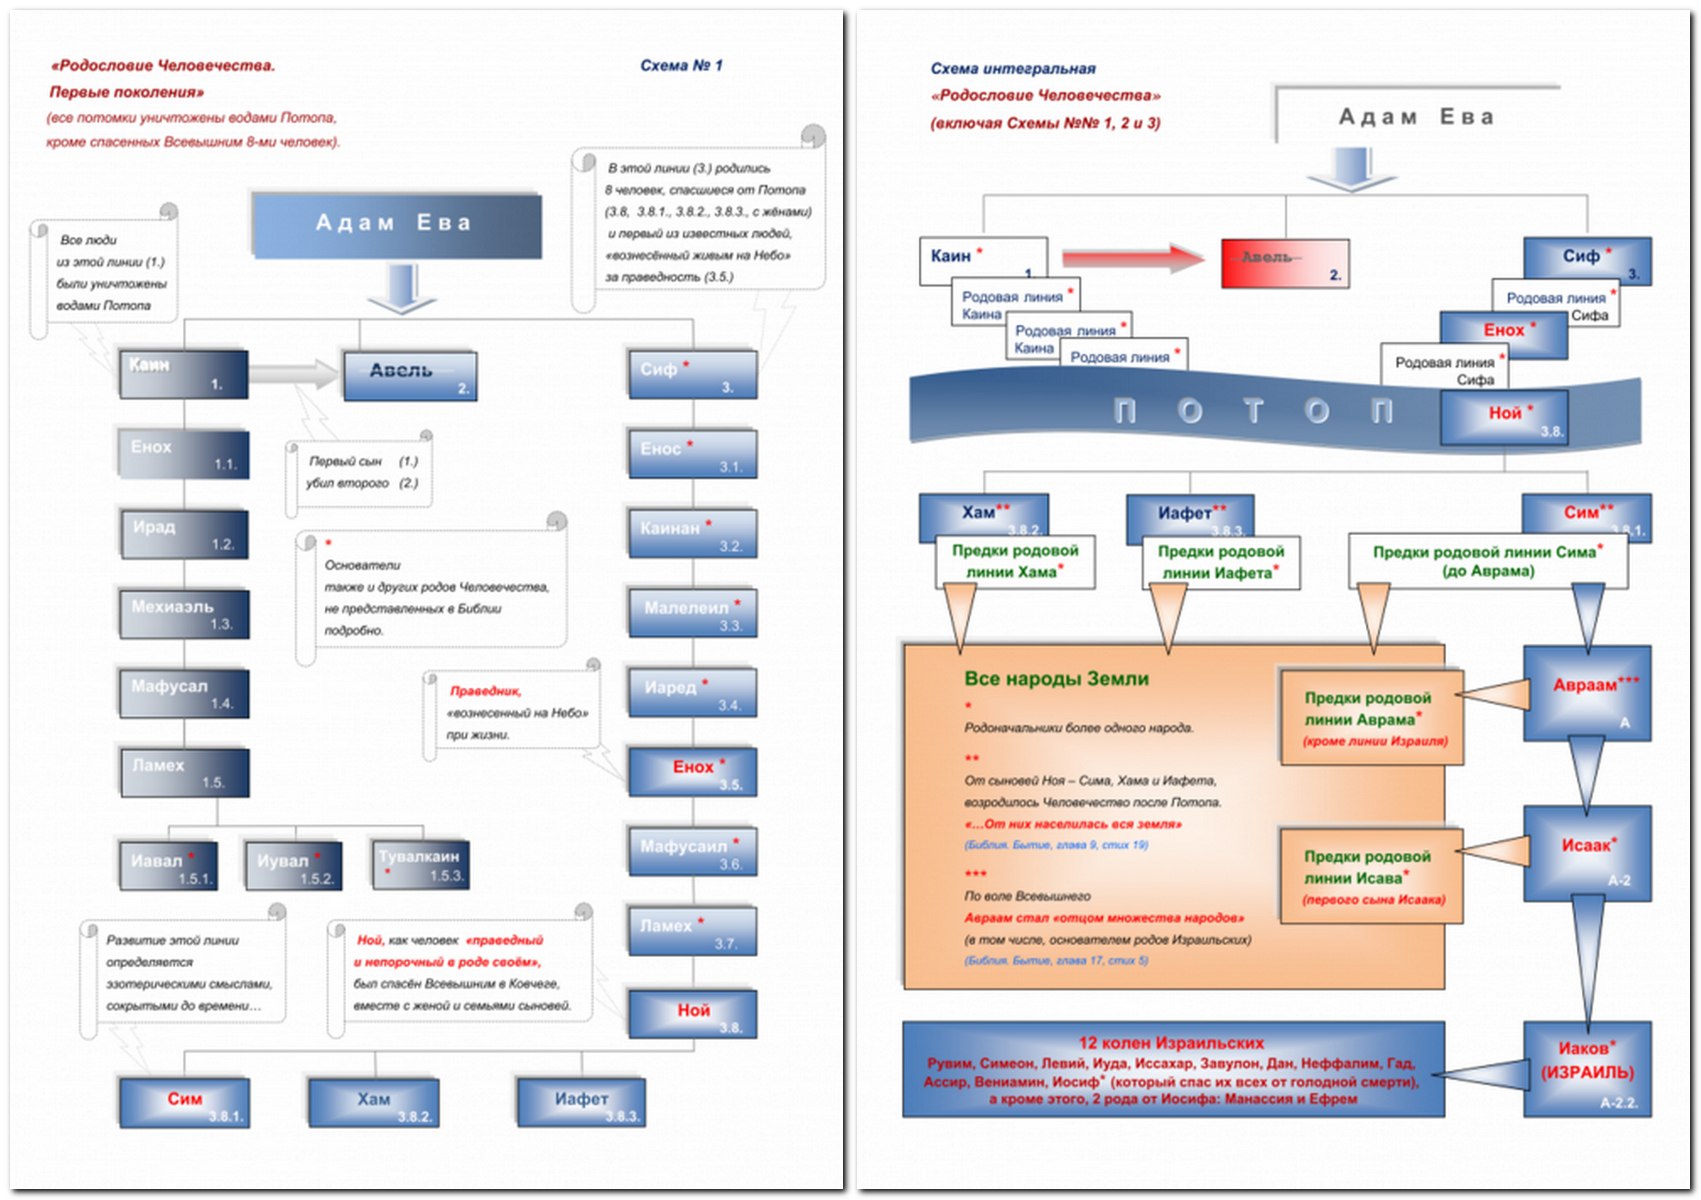 «Родословие Человечества.
Первые поколения»
(все потомки уничтожены водами Потопа,
кроме спасенных Всевышним 8-ми человек).
Схема № 1
В этой линии (3.) родились
8 человек, спасшиеся от Потопа
(3.8, 3.8.1., 3.8.2., 3.8.3., с жёнами)
и первый из известных людей,
«вознесённый живым на Небо»
за праведность (3.5.)
Адам Ева
Все люди
из этой линии (1.)
были уничтожены
водами Потопа
Каин
1.
Авель
2.
Сиф *
3.
Енох
1.1.
Первый сын (1.)
убил второго (2.)
Енос *
3.1.
Ирад
1.2.
Каинан *
3.2.
*
Основатели
также и других родов Человечества,
не представленных в Библии
подробно.
Мехиаэль
1.3.
Малелеил *
3.3.
Мафусал
1.4.
Праведник,
«вознесенный на Небо»
при жизни.
Иаред *
3.4.
Ламех
1.5.
Енох *
3.5.
Иавал *
1.5.1.
Иувал *
1.5.2.
Тувалкаин
*
1.5.3.
Мафусаил *
3.6.
Ламех *
3.7.
Развитие этой линии
определяется
эзотерическими смыслами,
сокрытыми до времени…
Ной, как человек «праведный
и непорочный в роде своём»,
был спасён Всевышним в Ковчеге,
вместе с женой и семьями сыновей.
Ной
3.8.
Сим
3.8.1.
Хам
3.8.2.
Иафет
3.8.3.
Схема интегральная
«Родословие Человечества»
(включая Схемы №№ 1, 2 и 3)
Адам Ева
Каин *
1.
Авель
2.
Сиф *
3.
Родовая линия *
Каина
Родовая линия *
Каина
Родовая линия *
Родовая линия *
Сифа
Енох *
Родовая линия *
Сифа
ПОТОП
Ной *
3.8.
Хам**
3.8.2.
Иафет**
3.8.3.
Сим**
3.8.1.
Предки родовой
линии Хама*
Предки родовой
линии Иафета*
Предки родовой линии Сима*
(до Аврама)
Все народы Земли
*
Родоначальники более одного народа.
**
От сыновей Ноя – Сима, Хама и Иафета,
возродилось Человечество после Потопа.
«…От них населилась вся земля»
(Библия. Бытие, глава 9, стих 19)
***
По воле Всевышнего
Авраам стал «отцом множества народов»
(в том числе, основателем родов Израильских)
(Библия. Бытие, глава 17, стих 5)
Предки родовой
линии Аврама*
(кроме линии Израиля)
Авраам***
А
Предки родовой
линии Исава*
(первого сына Исаака)
Исаак*
А-2
12 колен Израильских
Рувим, Симеон, Левий, Иуда, Иссахар, Завулон, Дан, Неффалим, Гад,
Ассир, Вениамин, Иосиф* (который спас их всех от голодной смерти),
а кроме этого, 2 рода от Иосифа: Манассия и Ефрем
Иаков*
(ИЗРАИЛЬ)
А-2.2.